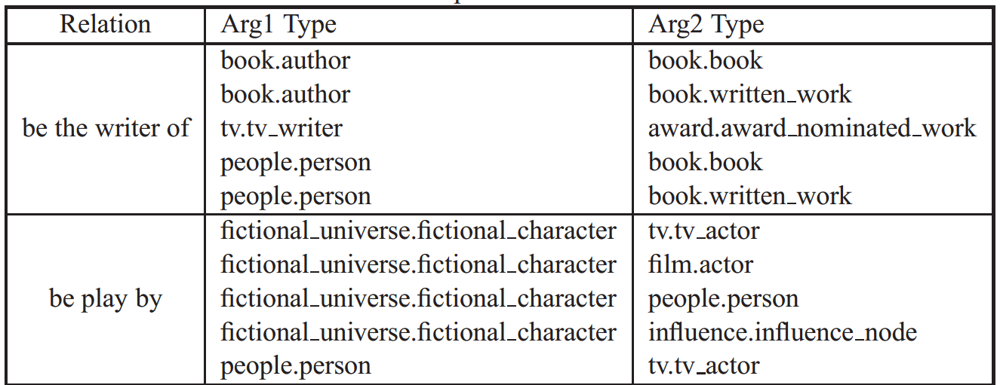 Relation Arg1 Type Arg2 Type
book.author book.book
book.author book.written_work
be the writer of tv.tv_writer award.award_nominated_work
people.person book.book
people.person book.written_work
fictional_universe.fictional_character tv.tv_actor
fictional_universe.fictional_character film.actor
be play by fictional_universe.fictional_character people.person
fictional_universe.fictional_character influence.influence_node
people.person tv.tv_actor